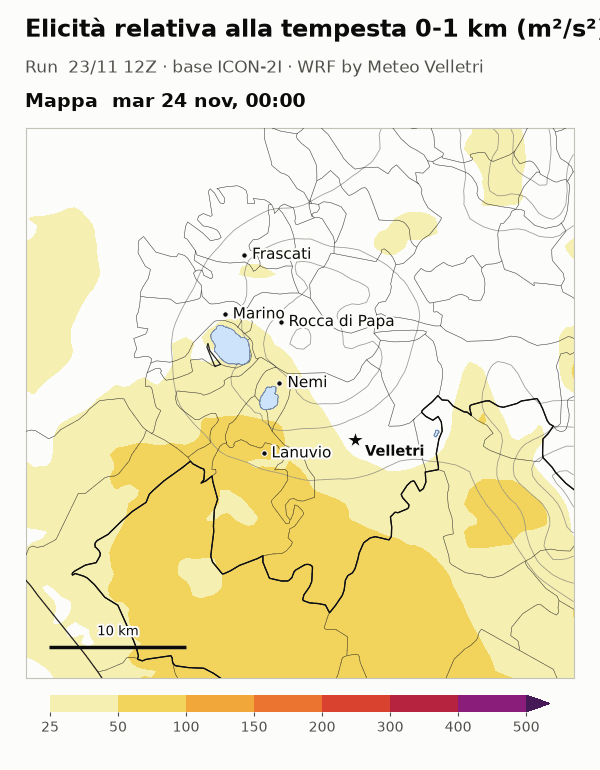 Elicità relativa alla tempesta 0-1 km (m²/s²)
Run  23/11 12Z · base ICON-2I · WRF by Meteo Velletri
Mappa  mar 24 nov, 00:00
Frascati
Marino
Rocca di Papa
Nemi
Velletri
Lanuvio
10 km
25 50 100 150 200 300 400 500